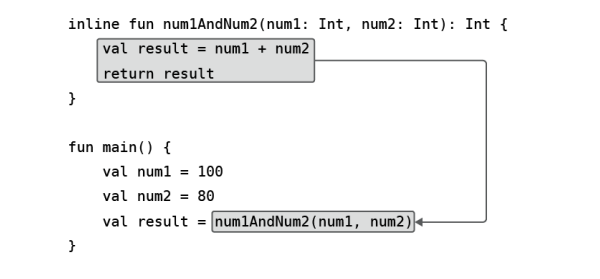 inline fun num1AndNum2(num1: Int, num2: Int): Int {
    val result = num1 + num2
    return result
}
fun main() {
    val num1 = 100
    val num2 = 80
    val result = num1AndNum2(num1, num2)
}